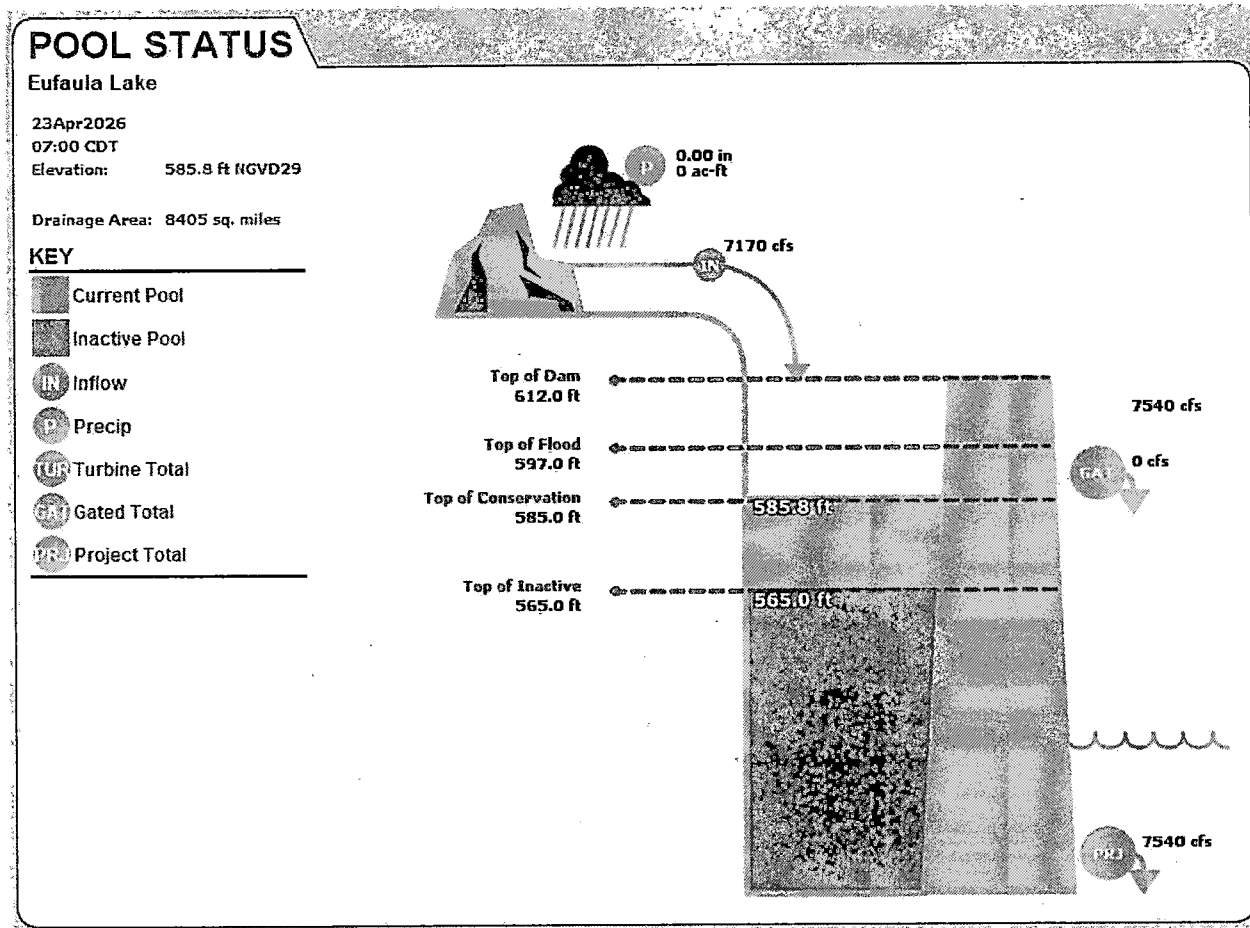 POOL STATUS
Eufaula Lake
23Apr2026
07:00 CDT
Elevation: 585.8 ft NGVD29
Drainage Area: 8405 sq. miles
KEY
Current Pool
Inactive Pool
IN Inflow
P Precip
TUR Turbine Total
GAT Gated Total
PRJ Project Total
P
0.00 in
0 ac-ft
IN
7170 cfs
Top of Dam
612.0 ft
7540 cfs
Top of Flood
597.0 ft
GAT
0 cfs
Top of Conservation
585.0 ft
585.8 ft
Top of Inactive
565.0 ft
565.0 ft
PRJ
7540 cfs